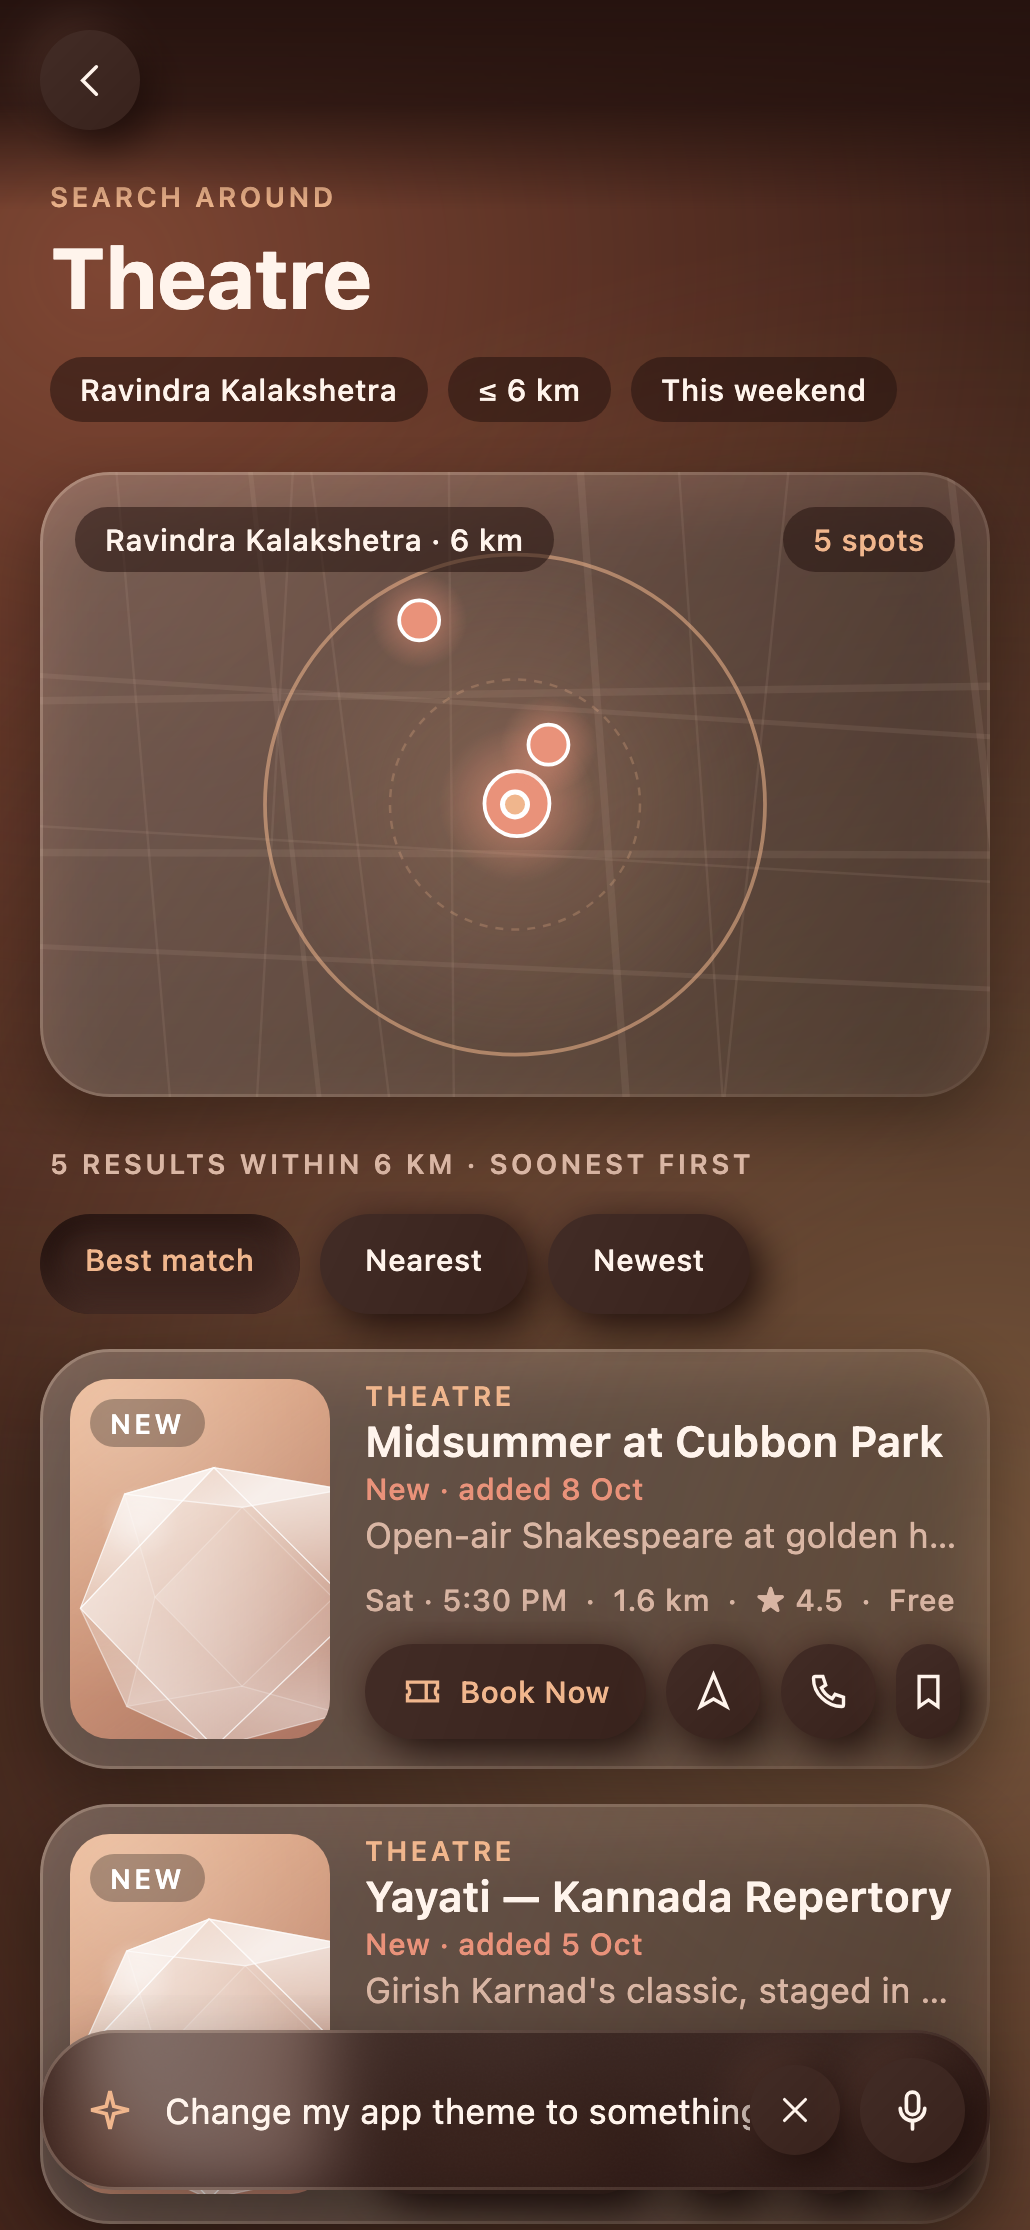 SEARCH AROUND
Theatre
Ravindra Kalakshetra
≤ 6 km
This weekend
Ravindra Kalakshetra · 6 km
5 spots
5 RESULTS WITHIN 6 KM · SOONEST FIRST
Best match
Nearest
Newest
NEW
THEATRE
Midsummer at Cubbon Park
New · added 8 Oct
Open-air Shakespeare at golden h...
Sat · 5:30 PM · 1.6 km · ★ 4.5 · Free
Book Now
NEW
THEATRE
Yayati — Kannada Repertory
New · added 5 Oct
Girish Karnad's classic, staged in ...
Change my app theme to something